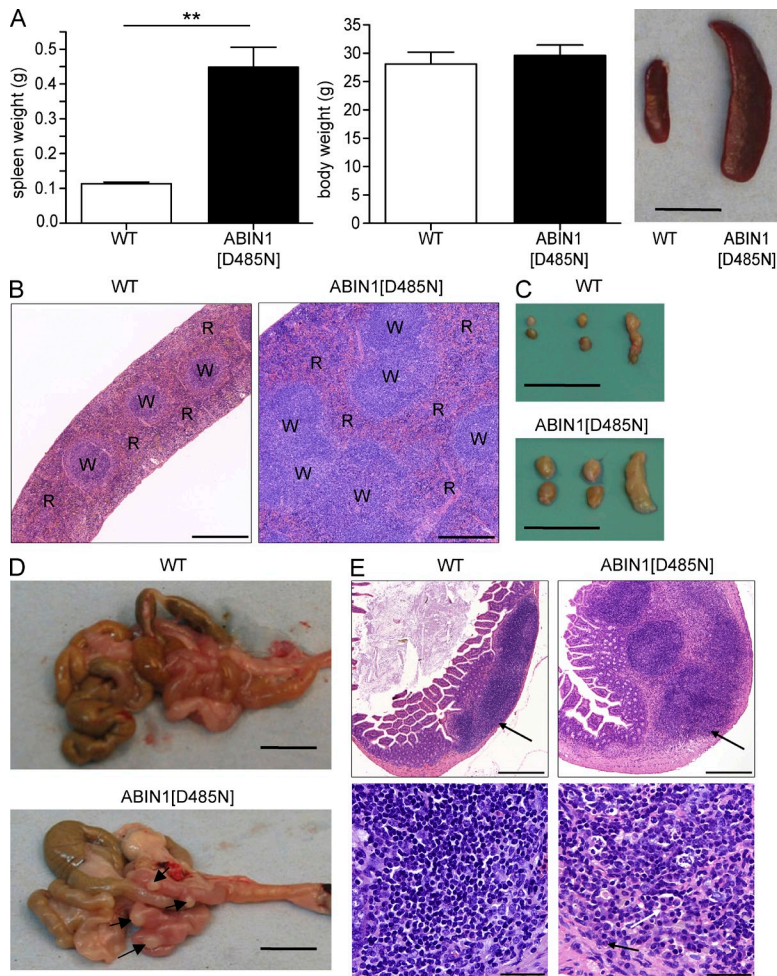 A
**
spleen weight (g)
0.5
0.4
0.3
0.2
0.1
0.0
WT
ABIN1
[D485N]
body weight (g)
35
30
25
20
15
10
5
0
WT
ABIN1
[D485N]
WT
ABIN1
[D485N]
B
WT
R
W
R
W
R
W
R
W
R
ABIN1[D485N]
W
R
R
W
R
W
R
W
W
W
C
WT
ABIN1[D485N]
D
WT
ABIN1[D485N]
E
WT
ABIN1[D485N]